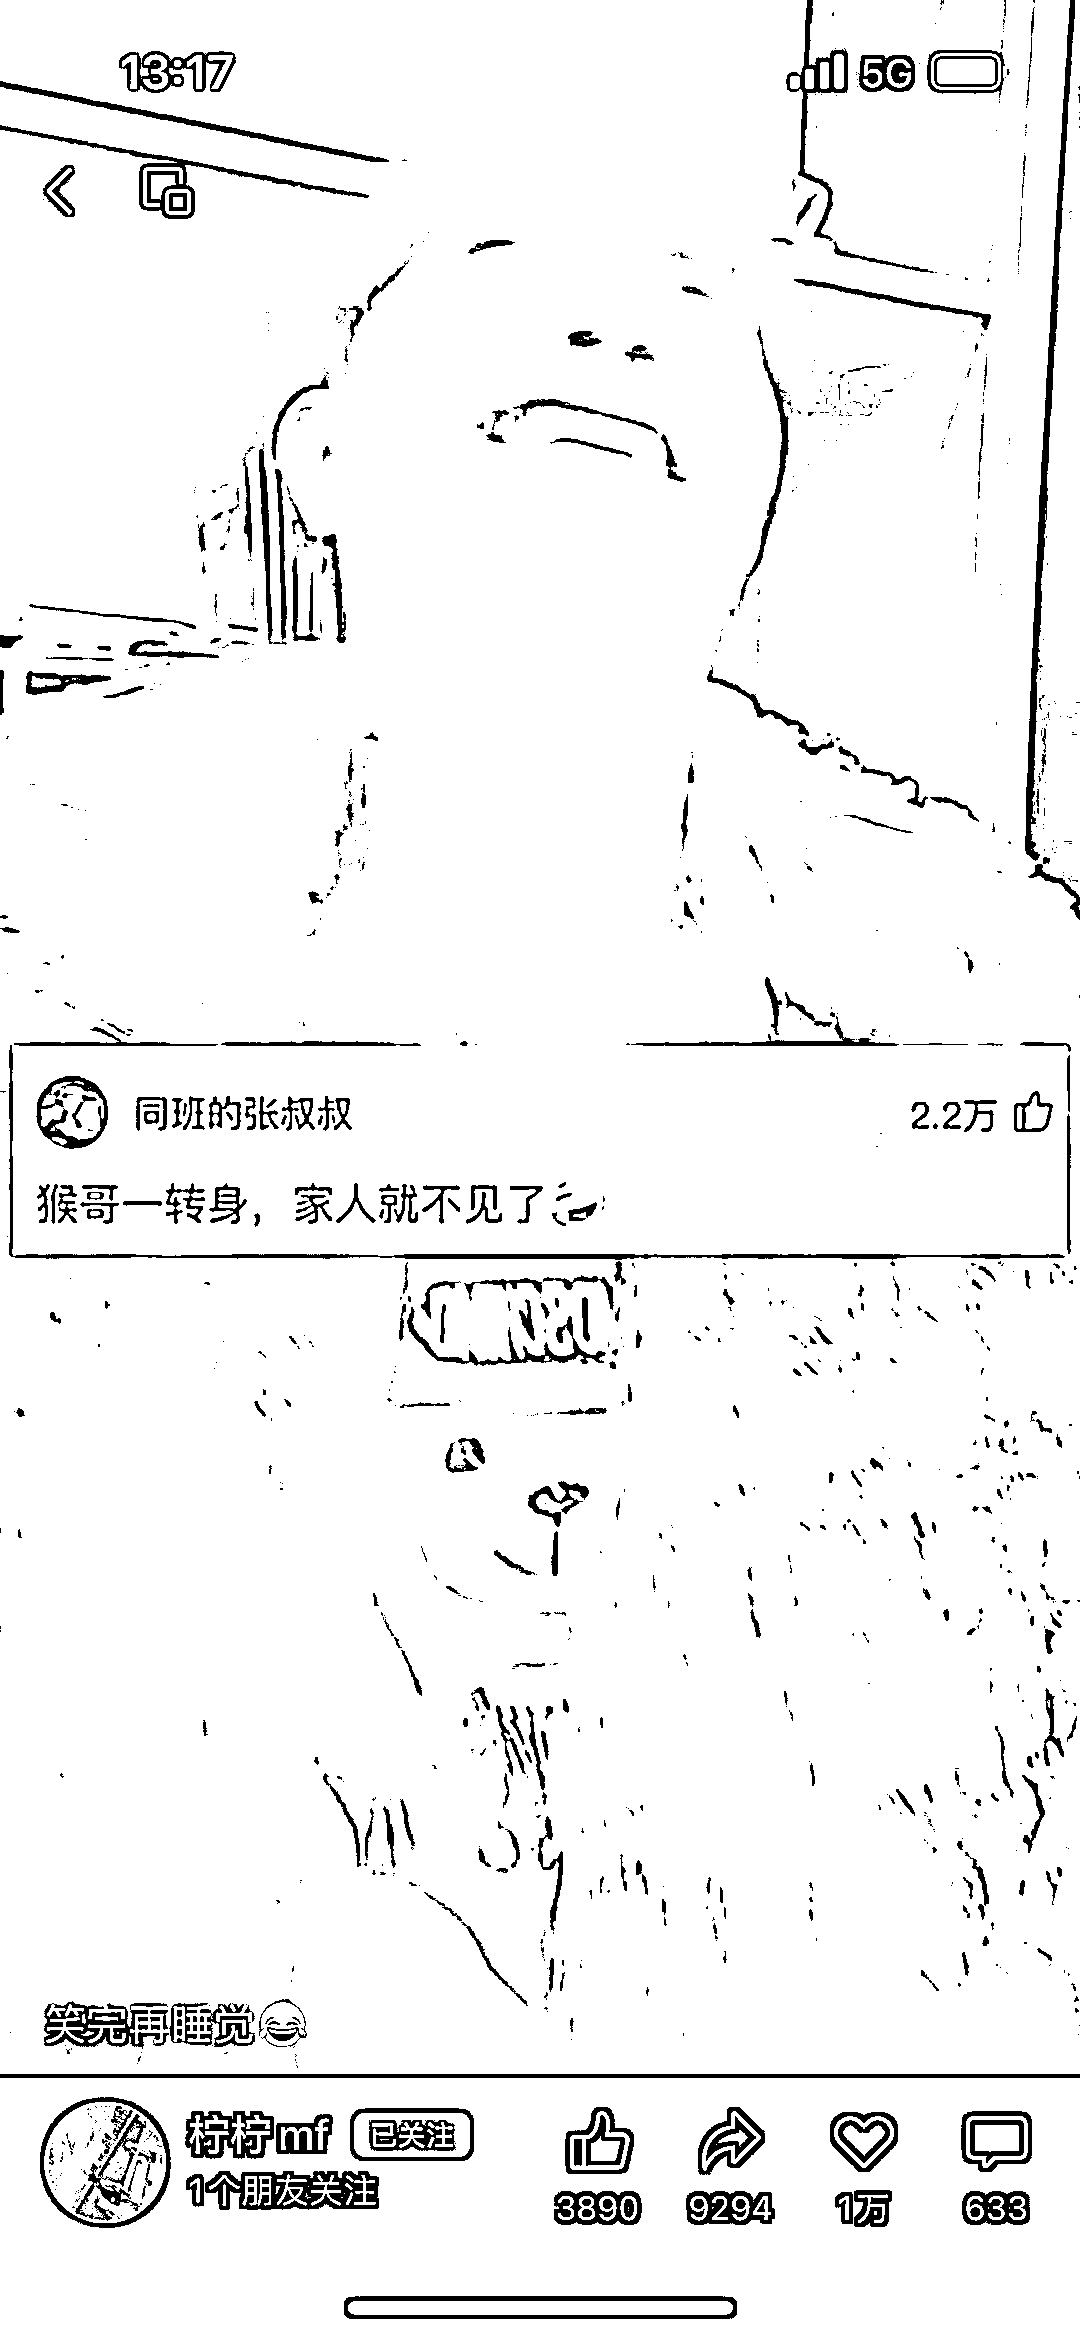 13:17
5G
同班的张叔叔
2.2万
猴哥一转身，家人就不见了
笑完再睡觉😂
柠柠mf
已关注
1个朋友关注
3890
9294
1万
633